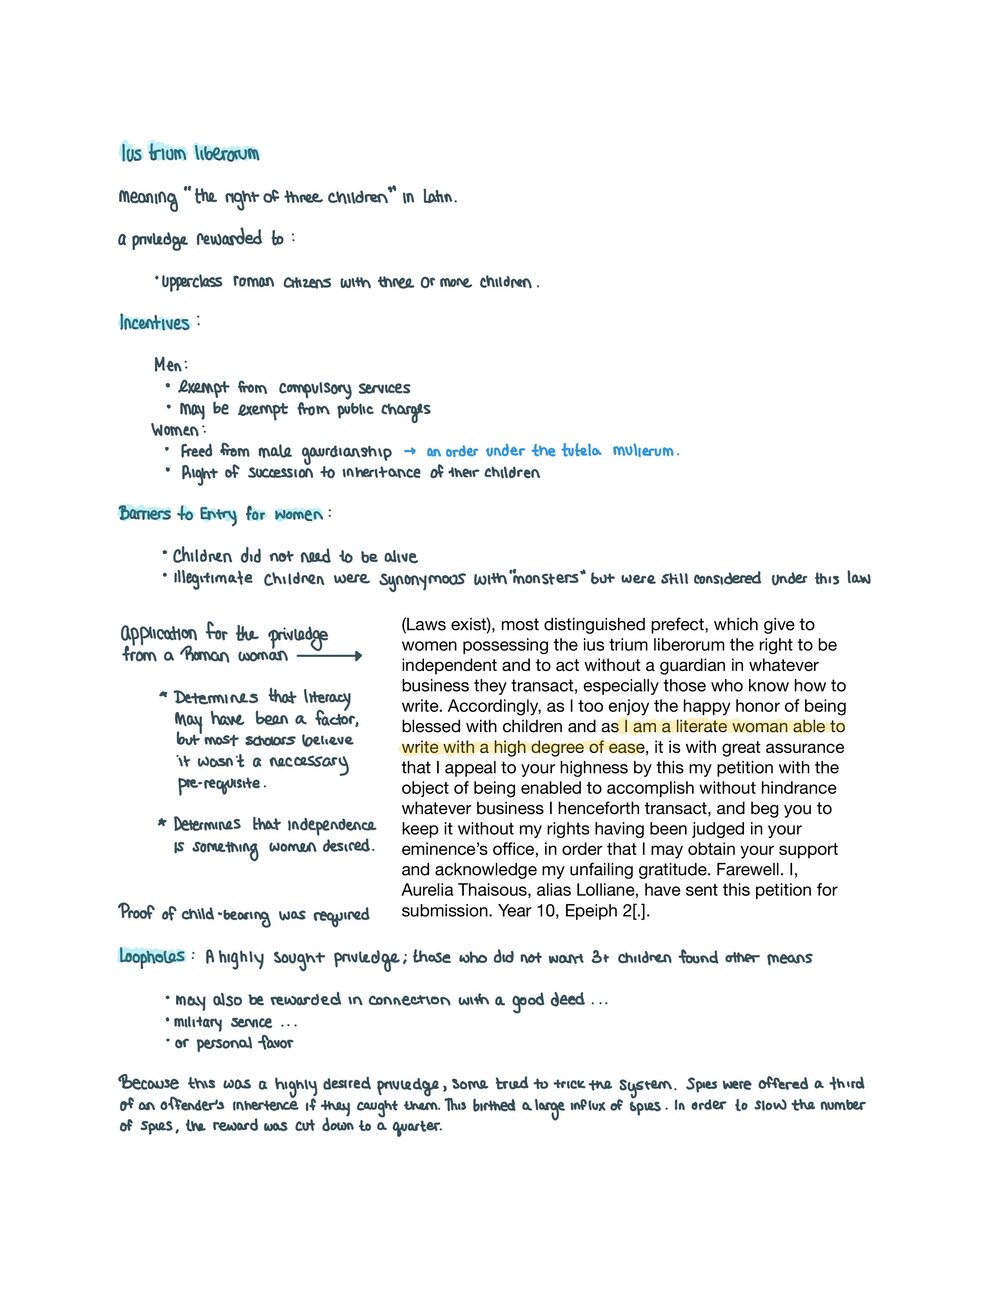 Ius trium liberorum
meaning "the right of three children" in Latin.
a privledge rewarded to :
• Upperclass roman citizens with three or more children.
Incentives :
Men:
• exempt from compulsory services
• may be exempt from public charges
Women:
• Freed from male gaurdianship → an order under the tutela mulierum.
• Right of succession to inheritance of their children
Barriers to Entry for women :
• Children did not need to be alive
• illegitimate children were synonymous with "monsters" but were still considered under this law
Application for the privledge
from a Roman woman →
* Determines that literacy
may have been a factor,
but most scholors believe
it wasn't a neccessary
pre-requisite.
* Determines that independence
is something women desired.
Proof of child-bearing was required
(Laws exist), most distinguished prefect, which give to
women possessing the ius trium liberorum the right to be
independent and to act without a guardian in whatever
business they transact, especially those who know how to
write. Accordingly, as I too enjoy the happy honor of being
blessed with children and as I am a literate woman able to
write with a high degree of ease, it is with great assurance
that I appeal to your highness by this my petition with the
object of being enabled to accomplish without hindrance
whatever business I henceforth transact, and beg you to
keep it without my rights having been judged in your
eminence's office, in order that I may obtain your support
and acknowledge my unfailing gratitude. Farewell. I,
Aurelia Thaisous, alias Lolliane, have sent this petition for
submission. Year 10, Epeiph 2[.].
Loopholes : A highly sought privledge; those who did not want 3+ children found other means
• may also be rewarded in connection with a good deed ...
• military service ...
• or personal favor
Because this was a highly desired privledge, some tried to trick the system. Spies were offered a third
of an offender's inhertence if they caught them. This birthed a large influx of spies. In order to slow the number
of spies, the reward was cut down to a quarter.